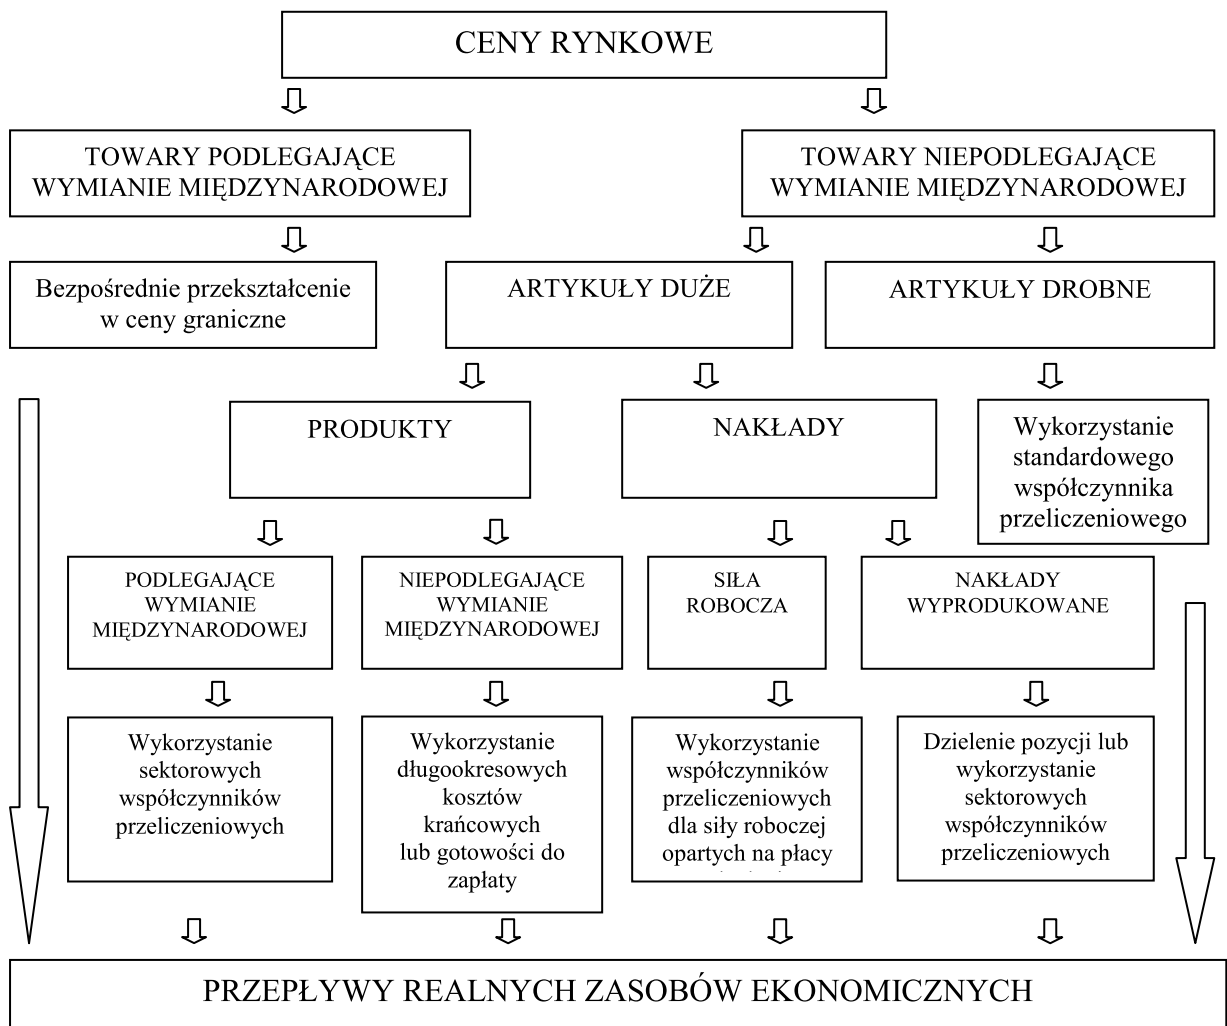 CENY RYNKOWE
TOWARY PODLEGAJĄCE
WYMIANIE MIĘDZYNARODOWEJ
TOWARY NIEPODLEGAJĄCE
WYMIANIE MIĘDZYNARODOWEJ
Bezpośrednie przekształcenie
w ceny graniczne
ARTYKUŁY DUŻE
ARTYKUŁY DROBNE
PRODUKTY
NAKŁADY
Wykorzystanie
standardowego
współczynnika
przeliczeniowego
PODLEGAJĄCE
WYMIANIE
MIĘDZYNARODOWEJ
NIEPODLEGAJĄCE
WYMIANIE
MIĘDZYNARODOWEJ
SIŁA
ROBOCZA
NAKŁADY
WYPRODUKOWANE
Wykorzystanie
sektorowych
współczynników
przeliczeniowych
Wykorzystanie
długookresowych
kosztów
krańcowych
lub gotowości do
zapłaty
Wykorzystanie
współczynników
przeliczeniowych
dla siły roboczej
opartych na płacy
Dzielenie pozycji lub
wykorzystanie
sektorowych
współczynników
przeliczeniowych
PRZEPŁYWY REALNYCH ZASOBÓW EKONOMICZNYCH